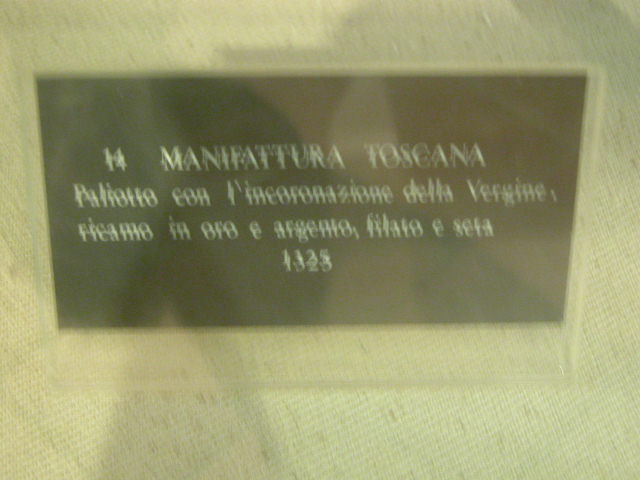 14 MANIFATTURA TOSCANA
Paliotto con l'incoronazione della Vergine,
ricamo in oro e argento, filato e seta
1325